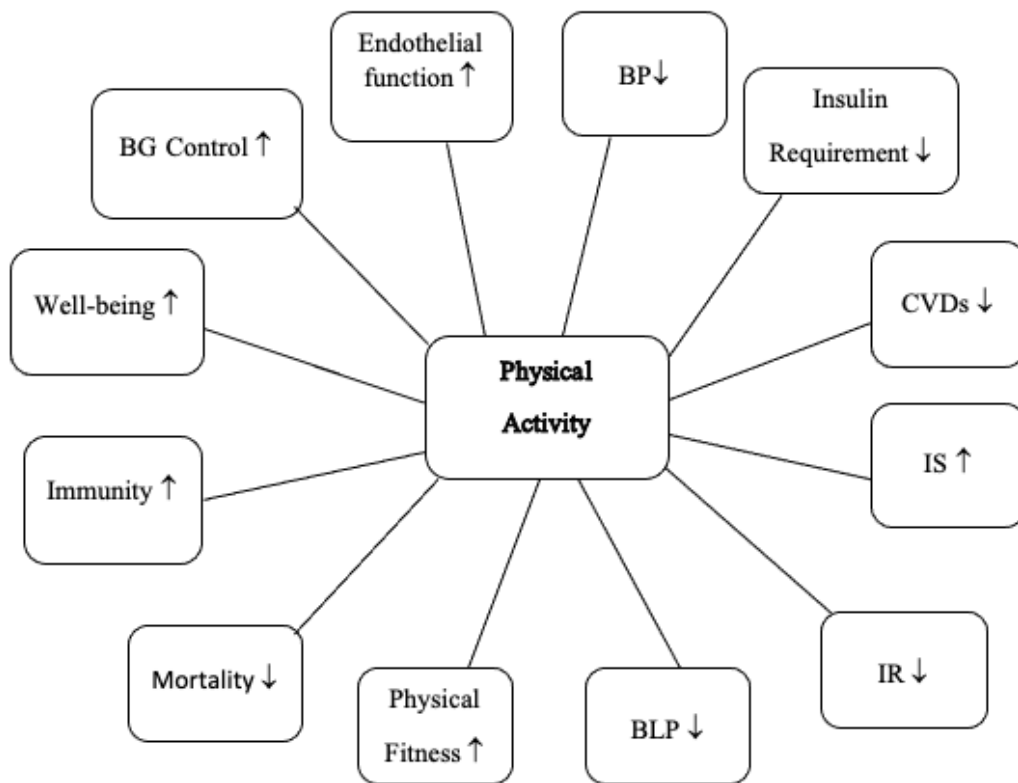 Endothelial
function ↑
BP↓
Insulin
Requirement ↓
BG Control ↑
CVDs ↓
Well-being ↑
Physical
Activity
IS ↑
Immunity ↑
IR ↓
Mortality ↓
Physical
Fitness ↑
BLP ↓